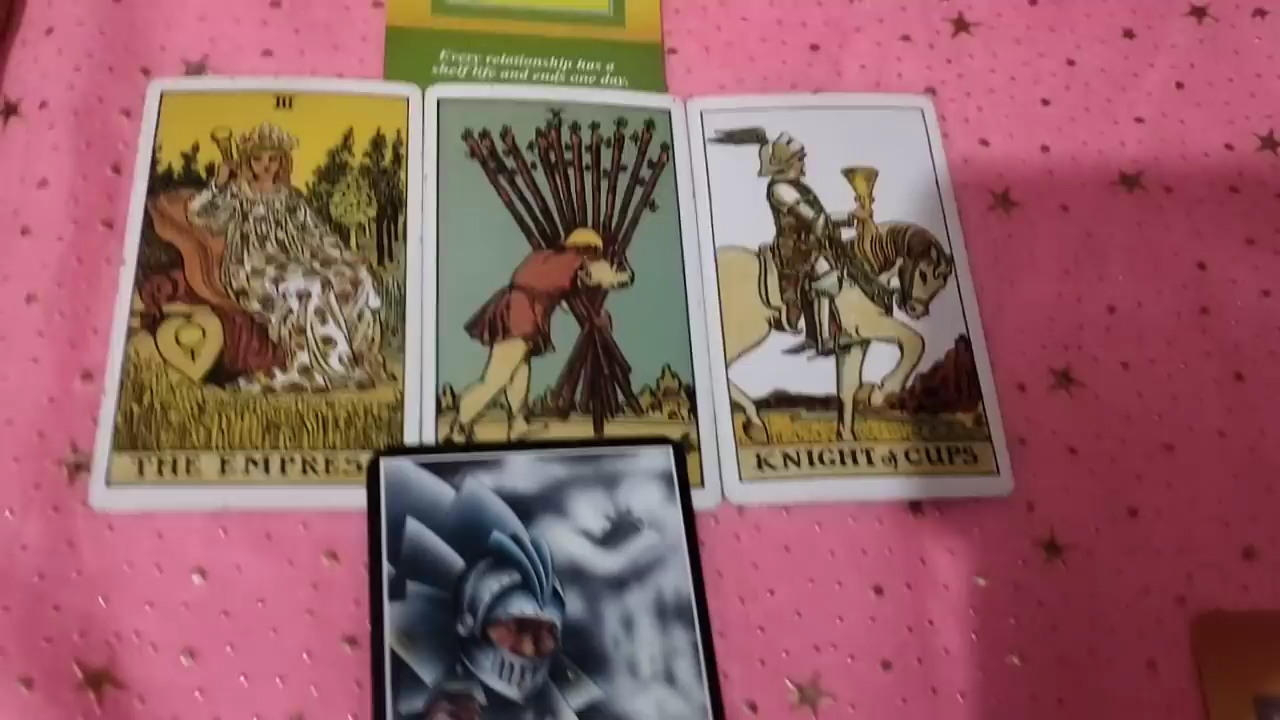 Every relationship has a
shelf life and ends one day.
III
X
THE EMPRES
KNIGHT of CUPS